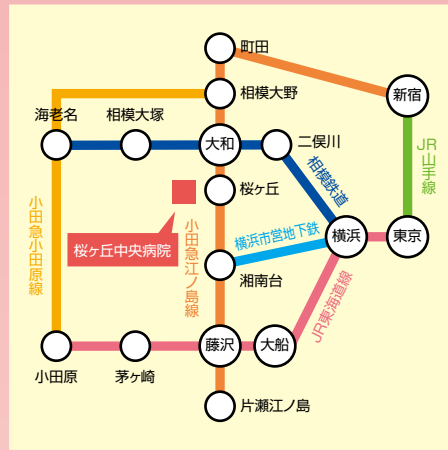 町田
新宿
相模大野
海老名
相模大塚
大和
二俣川
JR山手線
相模鉄道
桜ヶ丘
小田急小田原線
桜ヶ丘中央病院
小田急江ノ島線
横浜市営地下鉄
横浜
東京
湘南台
JR東海道線
藤沢
大船
小田原
茅ヶ崎
片瀬江ノ島